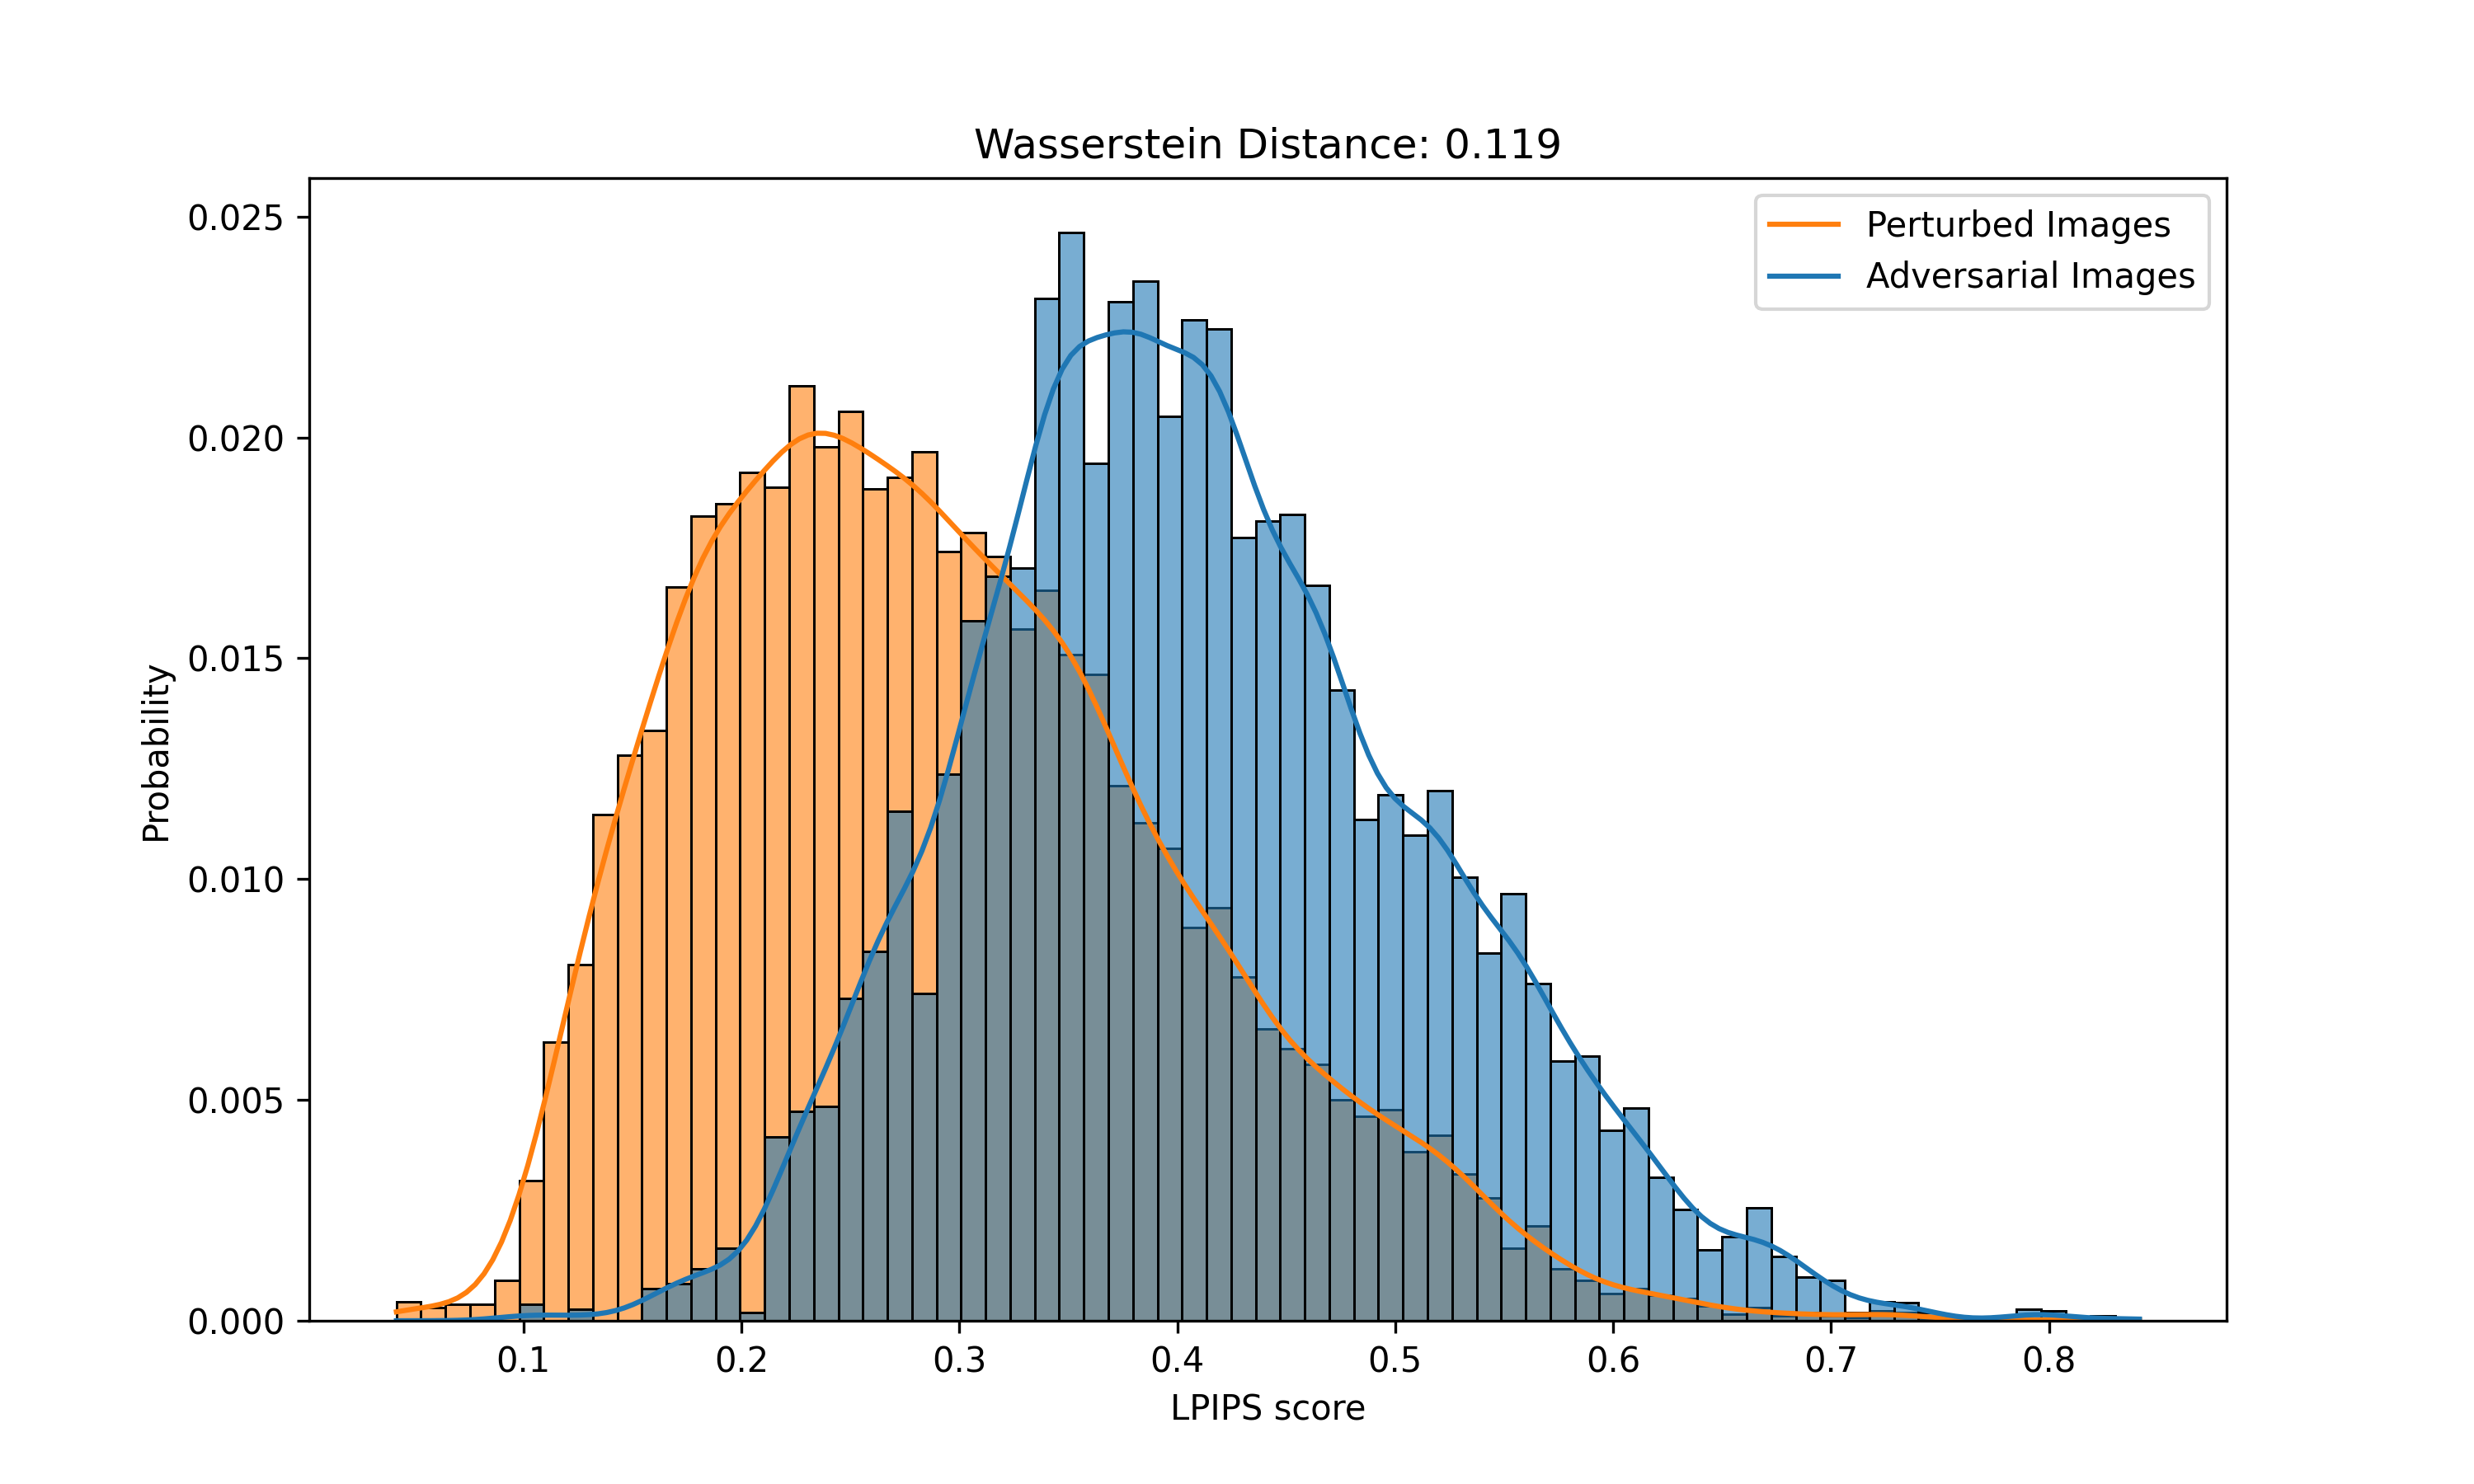 Wasserstein Distance: 0.119
Perturbed Images
Adversarial Images
0.025
0.020
0.015
0.010
0.005
0.000
Probability
0.1 0.2 0.3 0.4 0.5 0.6 0.7 0.8
LPIPS score